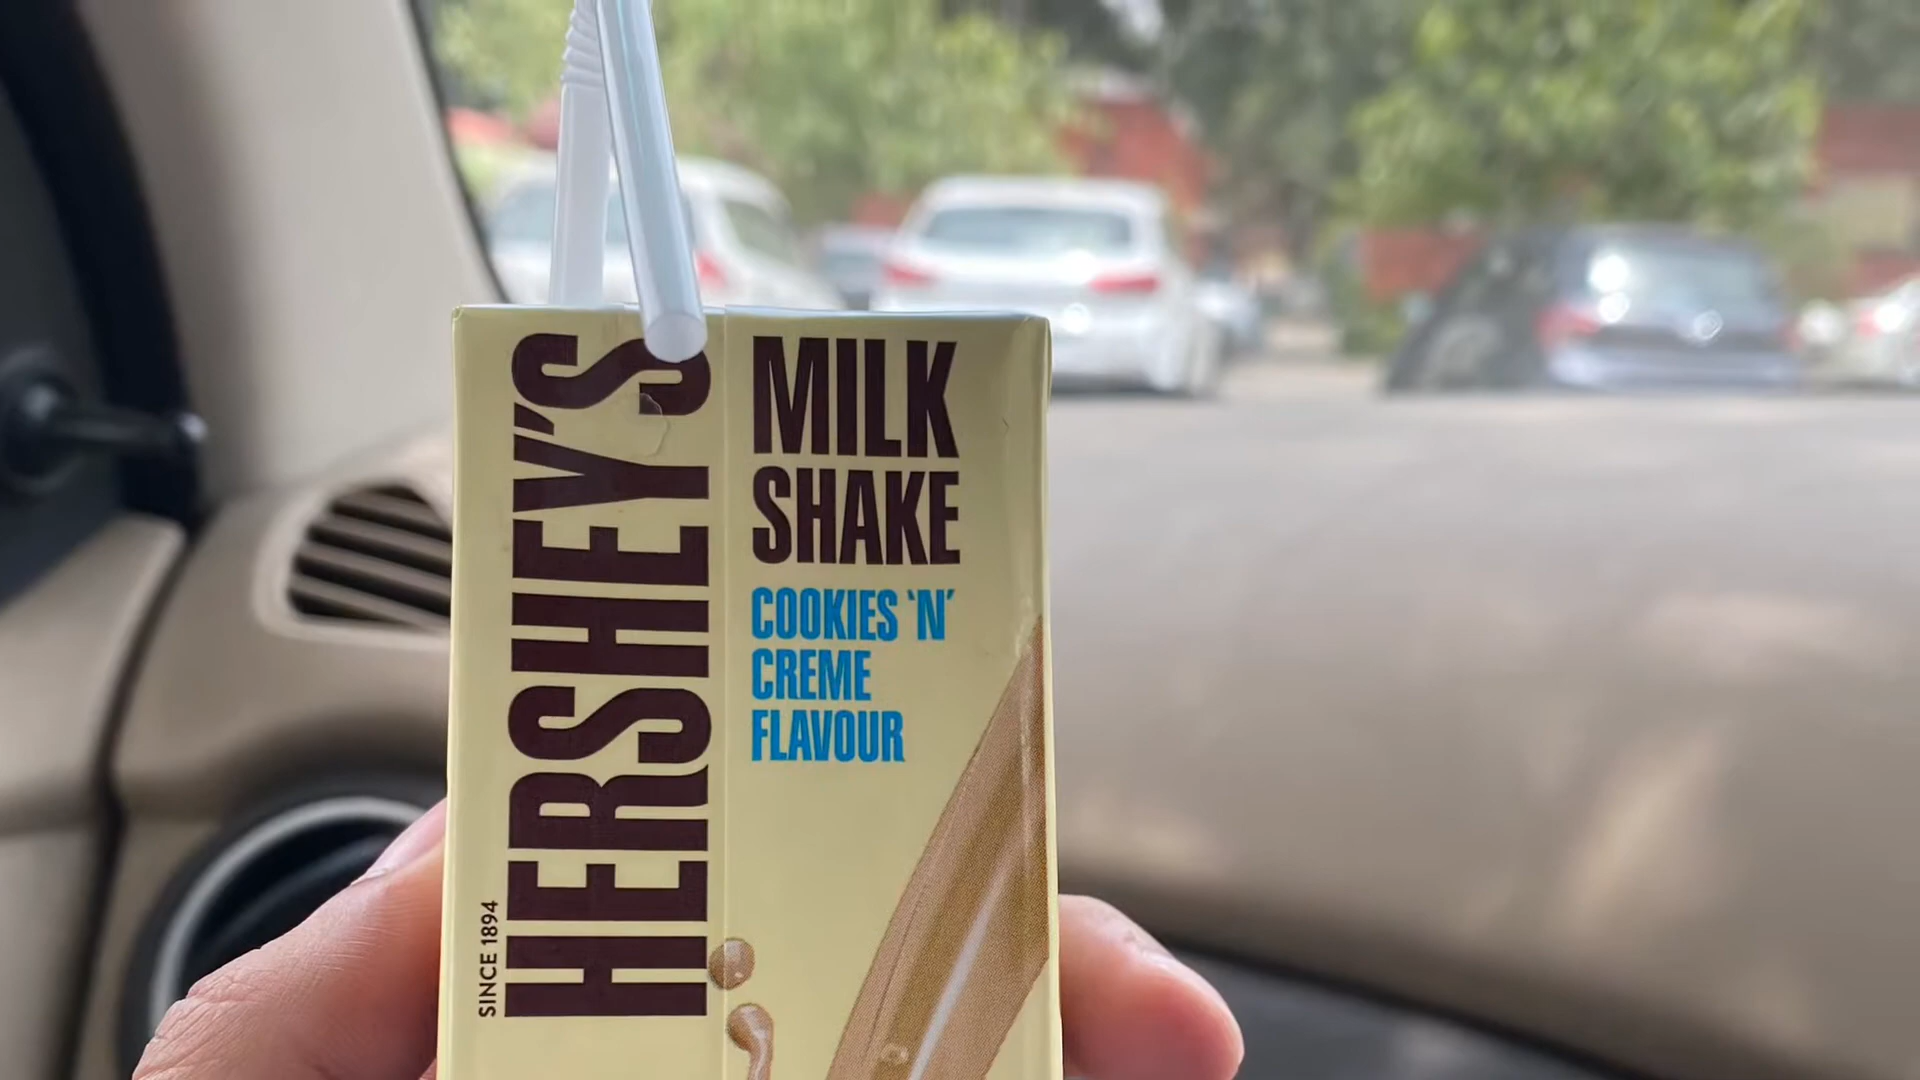 HERSHEY'S
SINCE 1894
MILK
SHAKE
COOKIES 'N'
CREME
FLAVOUR